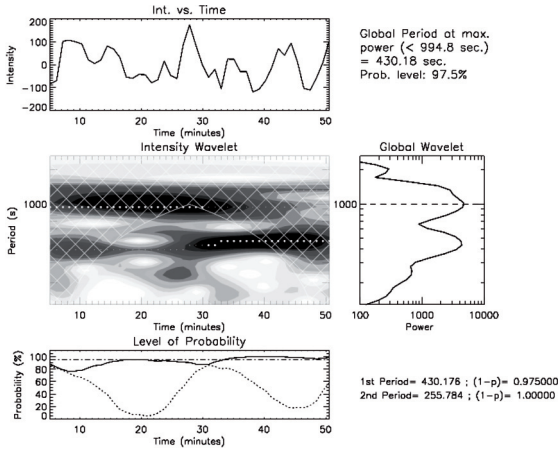 Int. vs. Time
Global Period at max.
power (< 994.8 sec.)
= 430.18 sec.
Prob. level: 97.5%
Intensity
200
100
0
-100
-200
10 20 30 40 50
Time (minutes)
Intensity Wavelet
Global Wavelet
Period (s)
1000
1000
10 20 30 40 50
Time (minutes)
100 1000 10000
Power
Level of Probability
Probability (%)
100
80
60
40
20
0
10 20 30 40 50
Time (minutes)
1st Period= 430.176 ; (1-p)= 0.975000
2nd Period= 255.784 ; (1-p)= 1.00000